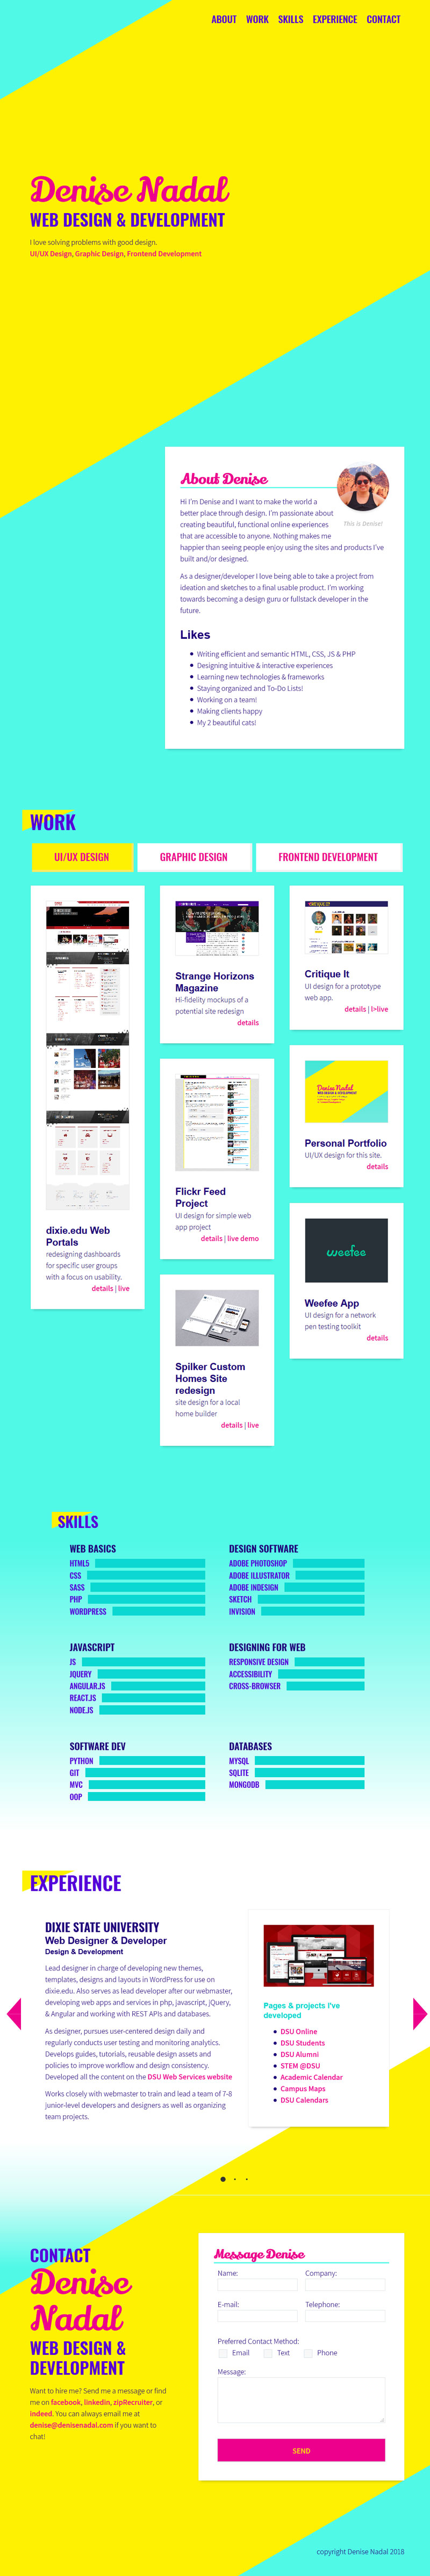 ABOUT WORK SKILLS EXPERIENCE CONTACT
Denise Nadal
WEB DESIGN & DEVELOPMENT
I love solving problems with good design.
UI/UX Design, Graphic Design, Frontend Development
About Denise
This is Denise!
Hi I'm Denise and I want to make the world a
better place through design. I'm passionate about
creating beautiful, functional online experiences
that are accessible to anyone. Nothing makes me
happier than seeing people enjoy using the sites and products I've
built and/or designed.
As a designer/developer I love being able to take a project from
ideation and sketches to a final usable product. I'm working
towards becoming a design guru or fullstack developer in the
future.
Likes
Writing efficient and semantic HTML, CSS, JS & PHP
Designing intuitive & interactive experiences
Learning new technologies & frameworks
Staying organized and To-Do Lists!
Working on a team!
Making clients happy
My 2 beautiful cats!
WORK
UI/UX DESIGN
GRAPHIC DESIGN
FRONTEND DEVELOPMENT
dixie.edu Web
Portals
redesigning dashboards
for specific user groups
with a focus on usability.
details | live
Strange Horizons
Magazine
Hi-fidelity mockups of a
potential site redesign
details
Flickr Feed
Project
UI design for simple web
app project
details | live demo
Spilker Custom
Homes Site
redesign
site design for a local
home builder
details | live
CRITIQUE IT
Critique It
UI design for a prototype
web app.
details | l>live
Denise Nadal
WEB DESIGN & DEVELOPMENT
Personal Portfolio
UI/UX design for this site.
details
weefee
Weefee App
UI design for a network
pen testing toolkit
details
SKILLS
WEB BASICS
HTML5
CSS
SASS
PHP
WORDPRESS
DESIGN SOFTWARE
ADOBE PHOTOSHOP
ADOBE ILLUSTRATOR
ADOBE INDESIGN
SKETCH
INVISION
JAVASCRIPT
JS
JQUERY
ANGULAR.JS
REACT.JS
NODE.JS
DESIGNING FOR WEB
RESPONSIVE DESIGN
ACCESSIBILITY
CROSS-BROWSER
SOFTWARE DEV
PYTHON
GIT
MVC
OOP
DATABASES
MYSQL
SQLITE
MONGODB
EXPERIENCE
DIXIE STATE UNIVERSITY
Web Designer & Developer
Design & Development
Lead designer in charge of developing new themes,
templates, designs and layouts in WordPress for use on
dixie.edu. Also serves as lead developer after our webmaster,
developing web apps and services in php, javascript, jQuery,
& Angular and working with REST APIs and databases.
As designer, pursues user-centered design daily and
regularly conducts user testing and monitoring analytics.
Develops guides, tutorials, reusable design assets and
policies to improve workflow and design consistency.
Developed all the content on the DSU Web Services website
Works closely with webmaster to train and lead a team of 7-8
junior-level developers and designers as well as organizing
team projects.
Pages & projects I've
developed
DSU Online
DSU Students
DSU Alumni
STEM @DSU
Academic Calendar
Campus Maps
DSU Calendars
CONTACT
Denise
Nadal
WEB DESIGN &
DEVELOPMENT
Want to hire me? Send me a message or find
me on facebook, linkedin, zipRecruiter, or
indeed. You can always email me at
denise@denisenadal.com if you want to
chat!
Message Denise
Name: Company:
E-mail: Telephone:
Preferred Contact Method:
Email Text Phone
Message:
SEND
copyright Denise Nadal 2018